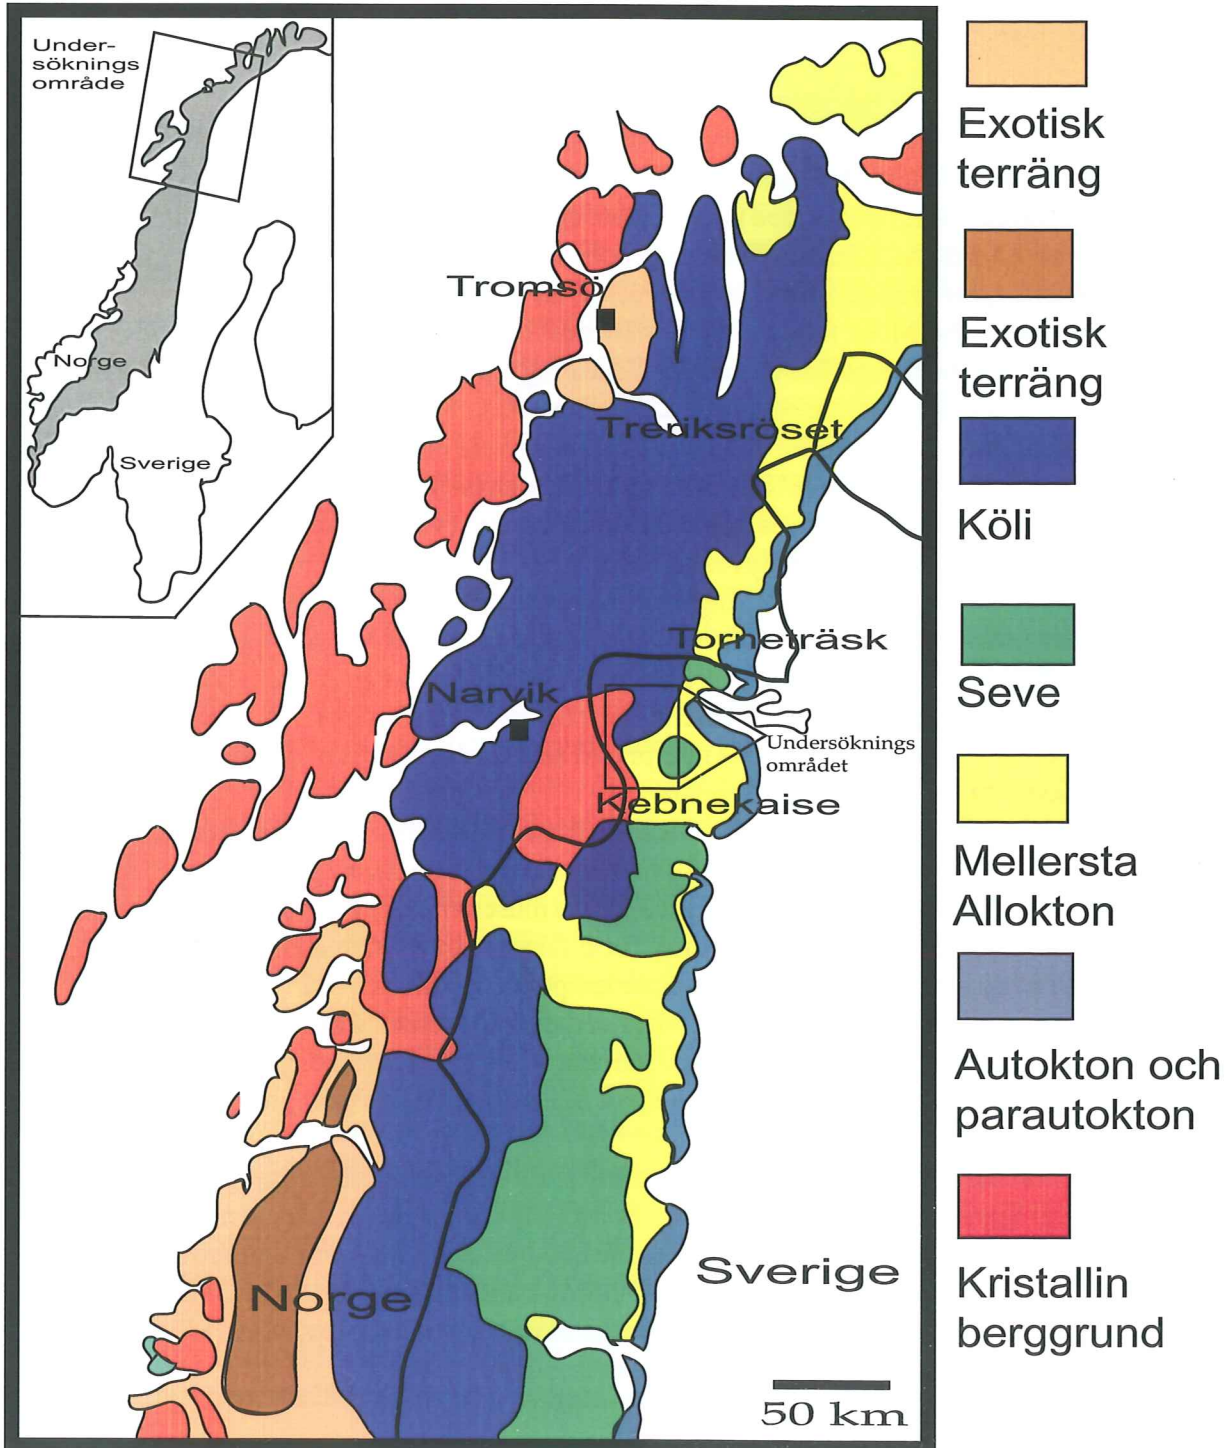 Under-
söknings
område
Norge
Sverige
Tromsö
Treriksröset
Torneträsk
Narvik
Undersöknings
området
Kebnekaise
Sverige
Norge
50 km
Exotisk
terräng
Exotisk
terräng
Köli
Seve
Mellersta
Allokton
Autokton och
parautokton
Kristallin
berggrund